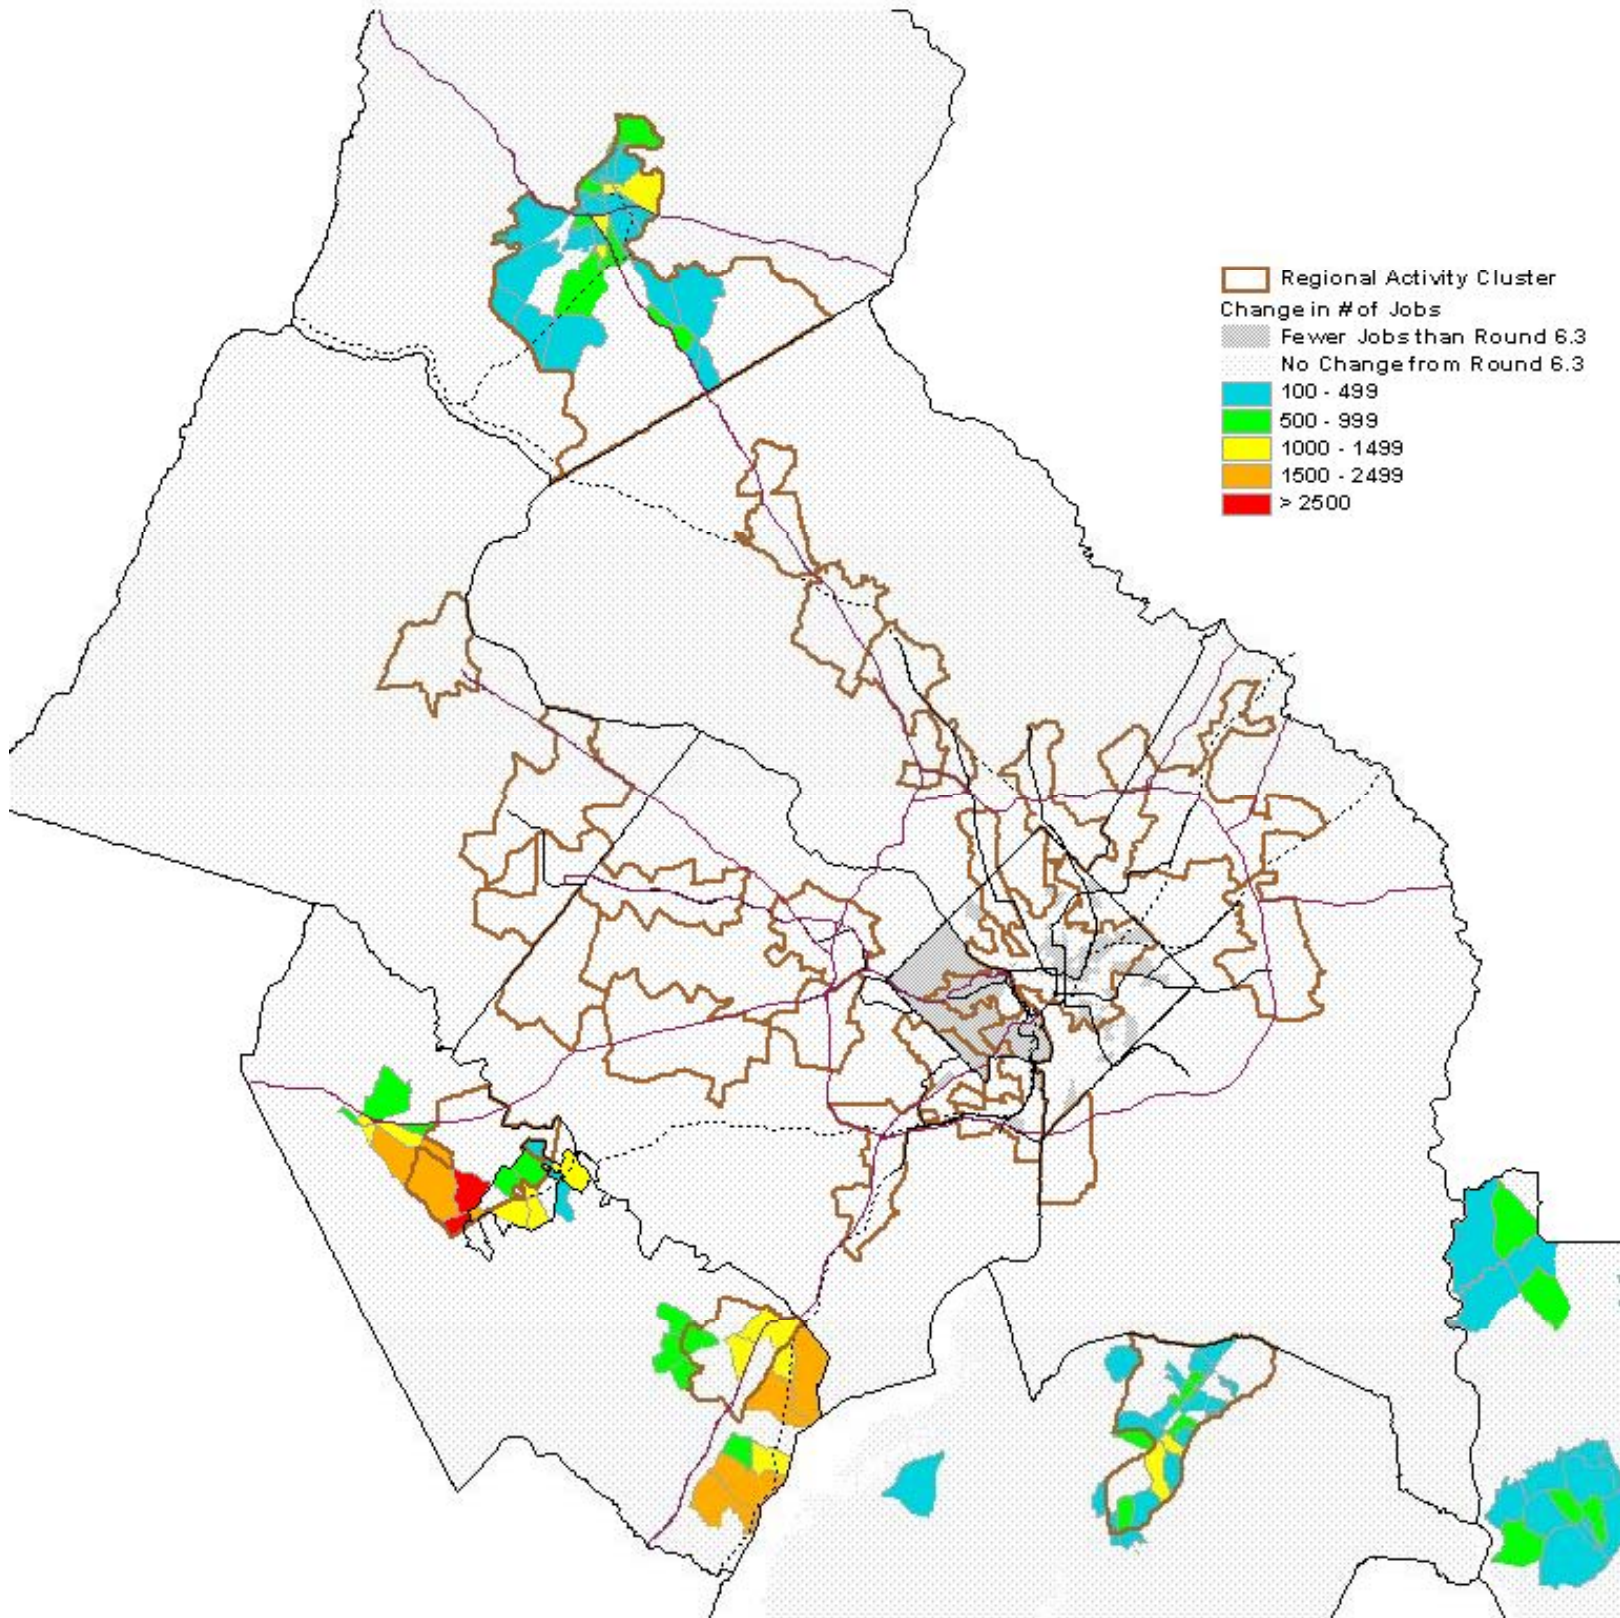 Regional Activity Cluster
Change in # of Jobs
Fewer Jobs than Round 6.3
No Change from Round 6.3
100 - 499
500 - 999
1000 - 1499
1500 - 2499
> 2500